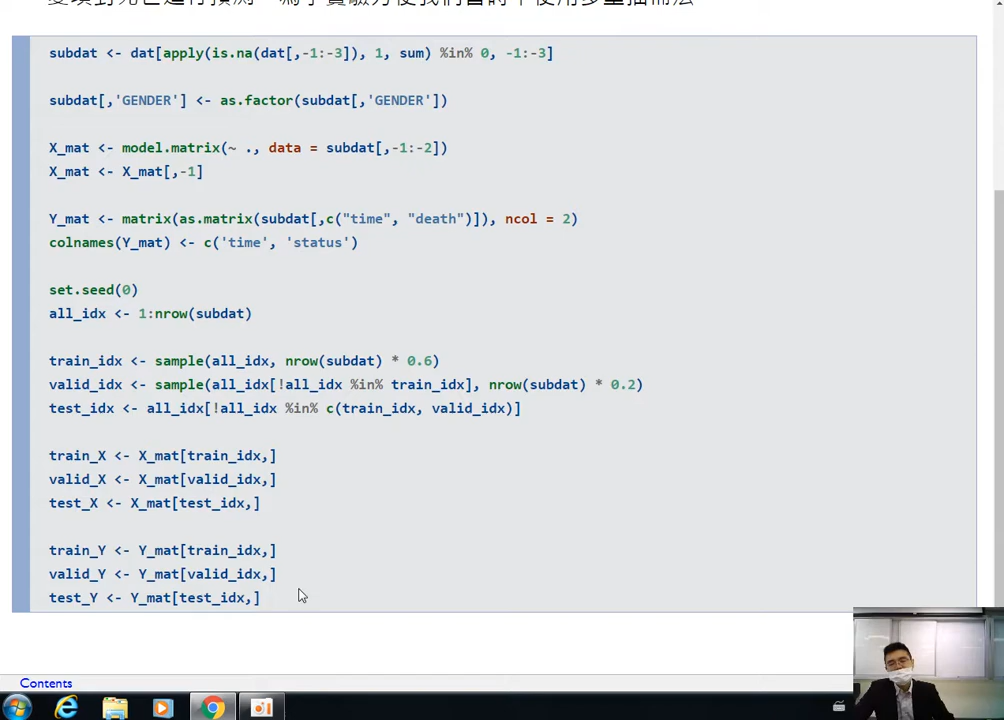 subdat <- dat[apply(is.na(dat[,-1:-3]), 1, sum) %in% 0, -1:-3]
subdat[,'GENDER'] <- as.factor(subdat[,'GENDER'])
X_mat <- model.matrix(~ ., data = subdat[,-1:-2])
X_mat <- X_mat[,-1]
Y_mat <- matrix(as.matrix(subdat[,c("time", "death")]), ncol = 2)
colnames(Y_mat) <- c('time', 'status')
set.seed(0)
all_idx <- 1:nrow(subdat)
train_idx <- sample(all_idx, nrow(subdat) * 0.6)
valid_idx <- sample(all_idx[!all_idx %in% train_idx], nrow(subdat) * 0.2)
test_idx <- all_idx[!all_idx %in% c(train_idx, valid_idx)]
train_X <- X_mat[train_idx,]
valid_X <- X_mat[valid_idx,]
test_X <- X_mat[test_idx,]
train_Y <- Y_mat[train_idx,]
valid_Y <- Y_mat[valid_idx,]
test_Y <- Y_mat[test_idx,]
Contents